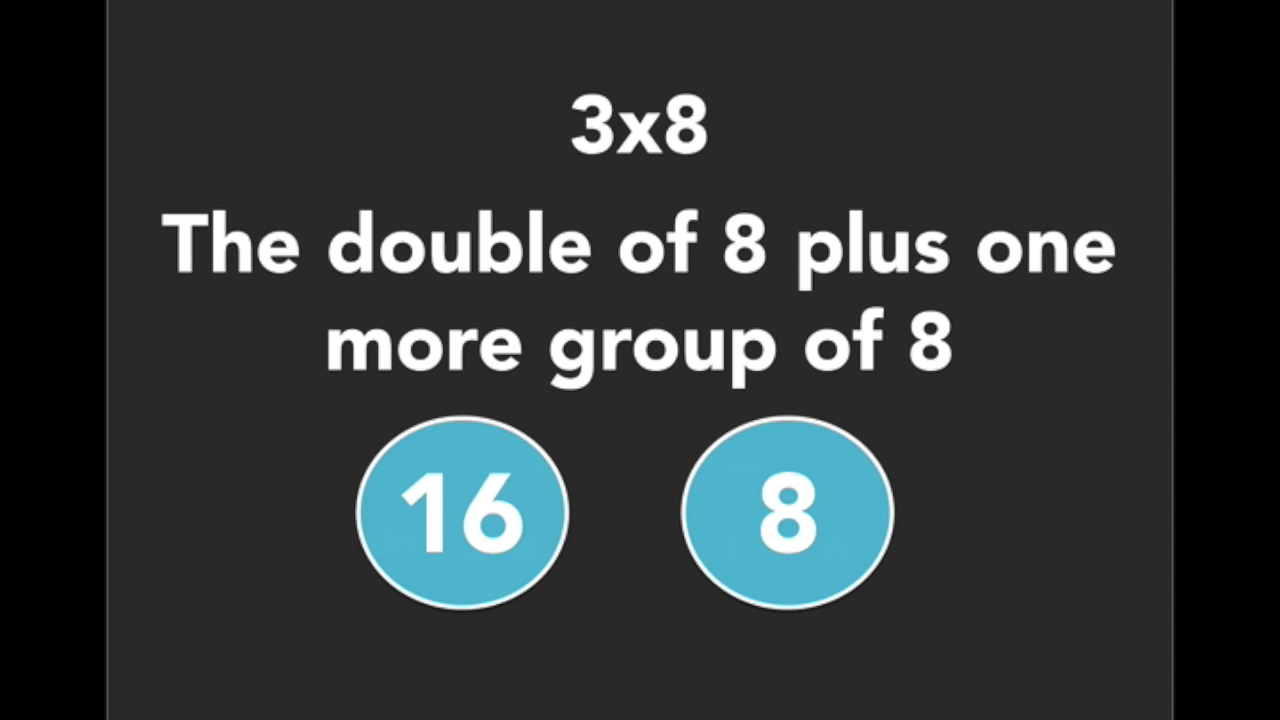 3x8
The double of 8 plus one
more group of 8
16 8